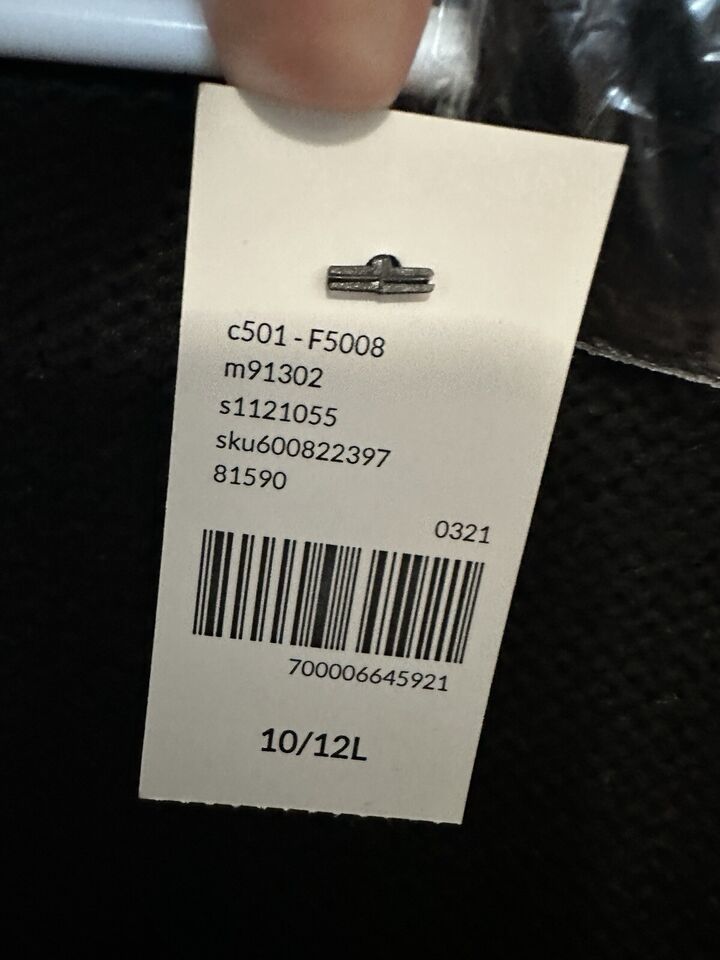 c501 - F5008
m91302
s1121055
sku600822397
81590
0321
700006645921
10/12L